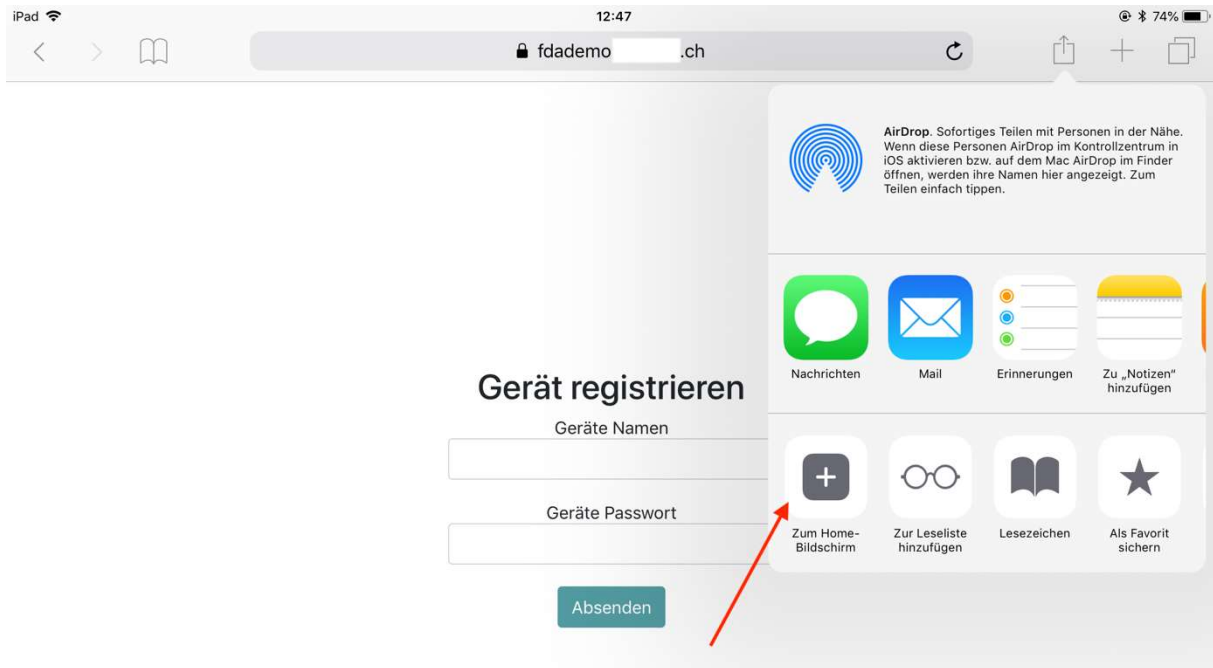 iPad
12:47
74%
fdademo
.ch
AirDrop. Sofortiges Teilen mit Personen in der Nähe.
Wenn diese Personen AirDrop im Kontrollzentrum in
iOS aktivieren bzw. auf dem Mac AirDrop im Finder
öffnen, werden ihre Namen hier angezeigt. Zum
Teilen einfach tippen.
Nachrichten
Mail
Erinnerungen
Zu „Notizen“
hinzufügen
Gerät registrieren
Geräte Namen
Geräte Passwort
Absenden
Zum Home-
Bildschirm
Zur Leseliste
hinzufügen
Lesezeichen
Als Favorit
sichern